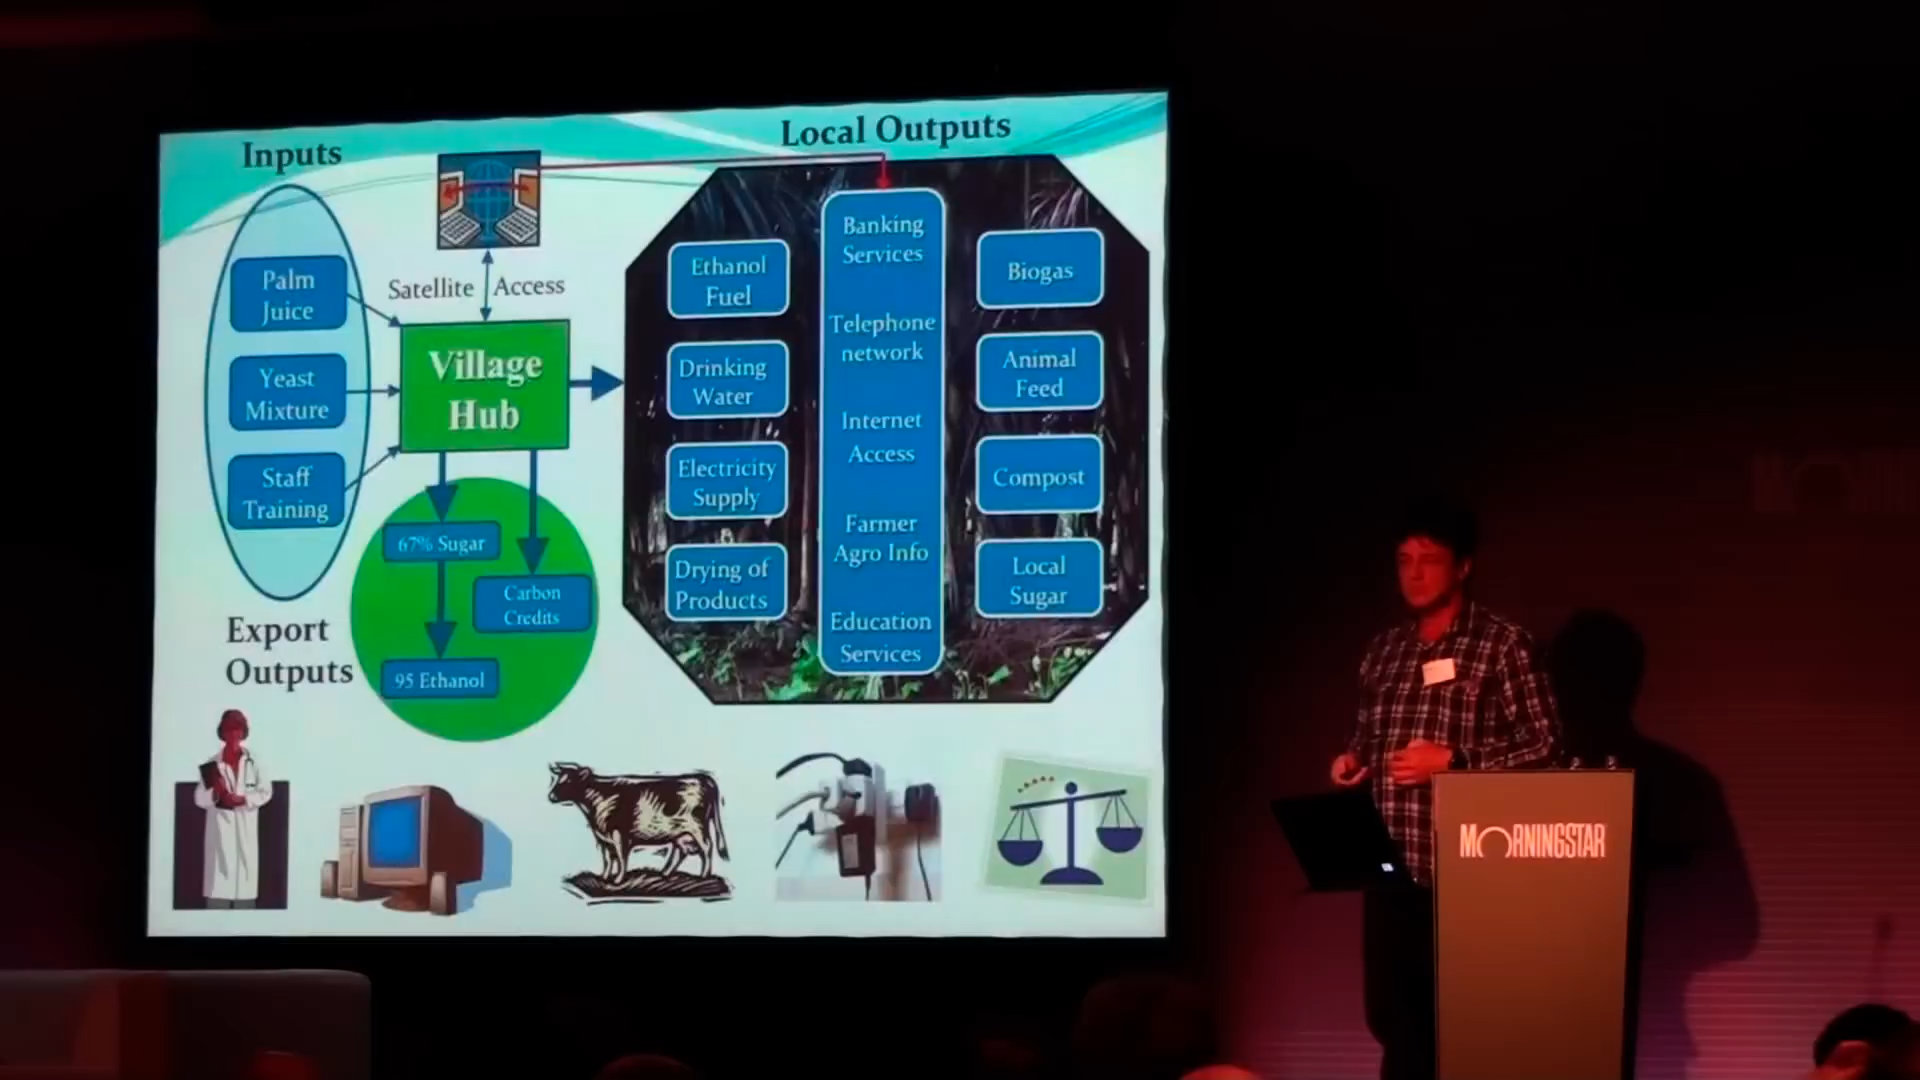 Inputs
Local Outputs
Palm
Juice
Yeast
Mixture
Staff
Training
Satellite Access
Village
Hub
Export
Outputs
67% Sugar
Carbon
Credits
95 Ethanol
Ethanol
Fuel
Drinking
Water
Electricity
Supply
Drying of
Products
Banking
Services
Telephone
network
Internet
Access
Farmer
Agro Info
Education
Services
Biogas
Animal
Feed
Compost
Local
Sugar
MORNINGSTAR